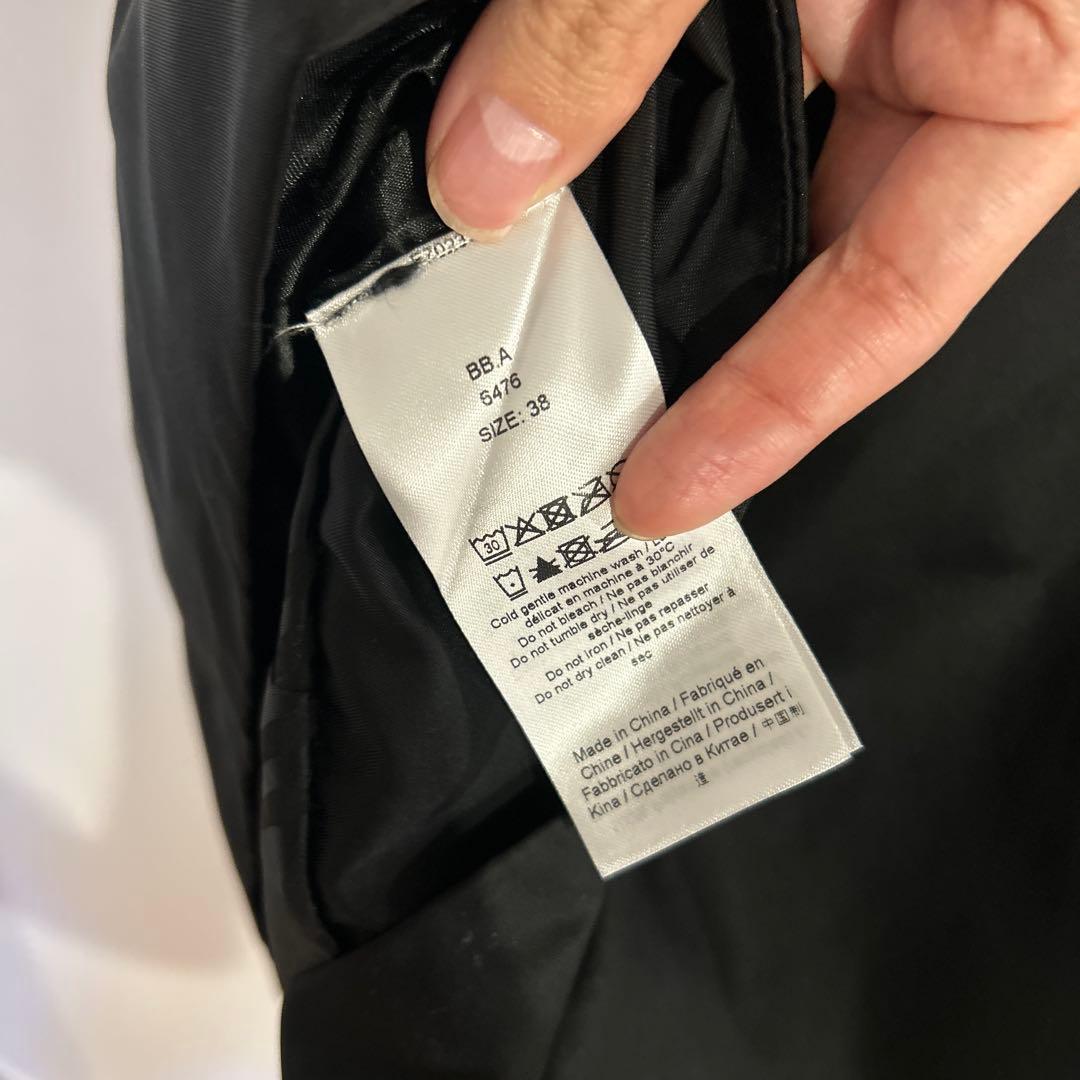 BB.A
6476
SIZE: 38
30
Cold gentle machine wash /
délicat en machine à 30°C
Do not bleach / Ne pas blanchir
Do not tumble dry / Ne pas utiliser de
sèche-linge
Do not iron / Ne pas repasser
Do not dry clean / Ne pas nettoyer à
sec
Made in China / Fabriqué en
Chine / Hergestellt in China /
Fabbricato in Cina / Produsert i
Kina / Сделано в Китае / 中国制
造